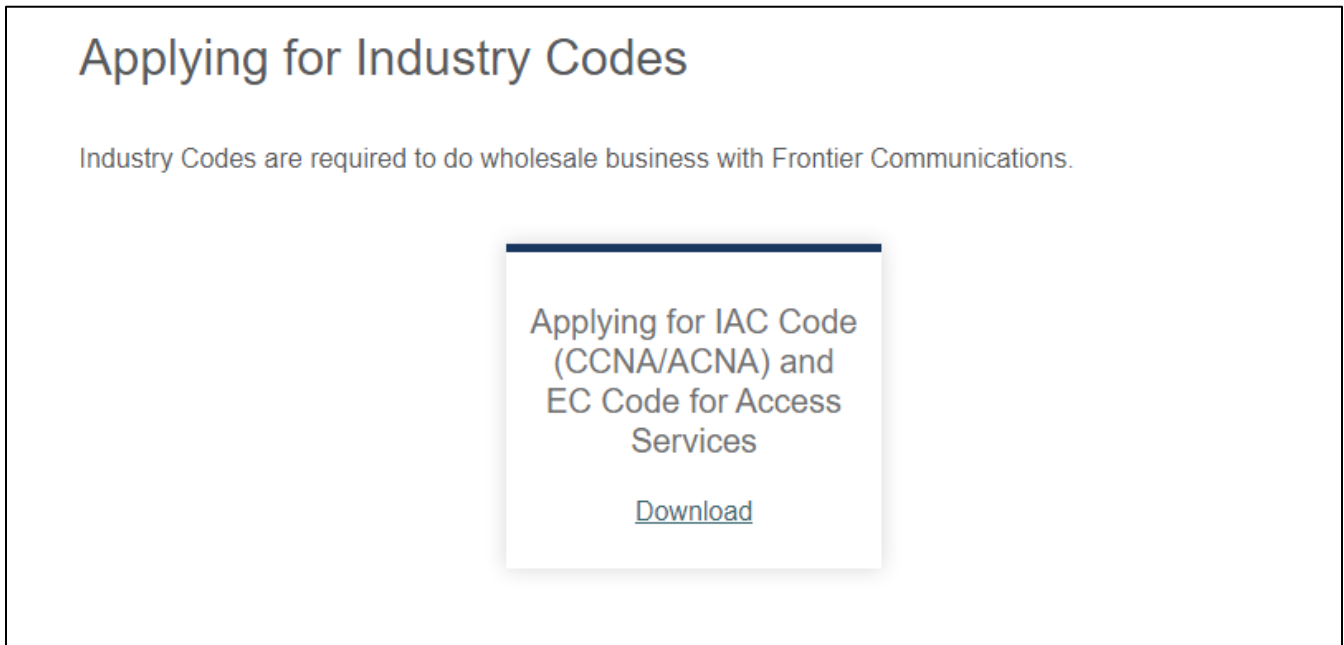 Applying for Industry Codes
Industry Codes are required to do wholesale business with Frontier Communications.
Applying for IAC Code
(CCNA/ACNA) and
EC Code for Access
Services
Download